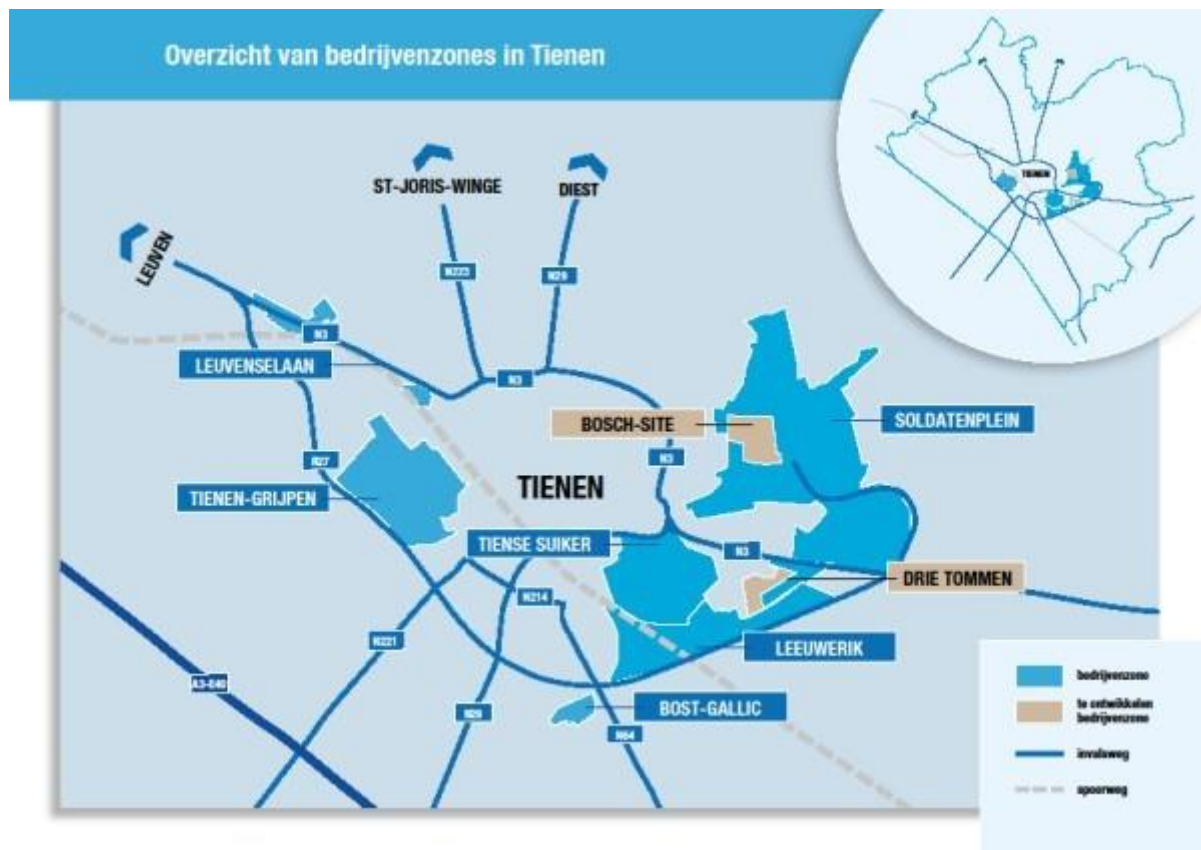 Overzicht van bedrijvenzones in Tienen
TIENEN
ST-JORIS-WINGE
DIEST
LEUVEN
N223
N29
N3
LEUVENSELAAN
N3
BOSCH-SITE
SOLDATENPLEIN
N3
N27
TIENEN
TIENEN-GRIJPEN
TIENSE SUIKER
N3
DRIE TOMMEN
N214
N221
LEEUWERIK
A3-E40
BOST-GALLIC
N29
N64
bedrijvenzone
te ontwikkelen
bedrijvenzone
invalsweg
spoorweg